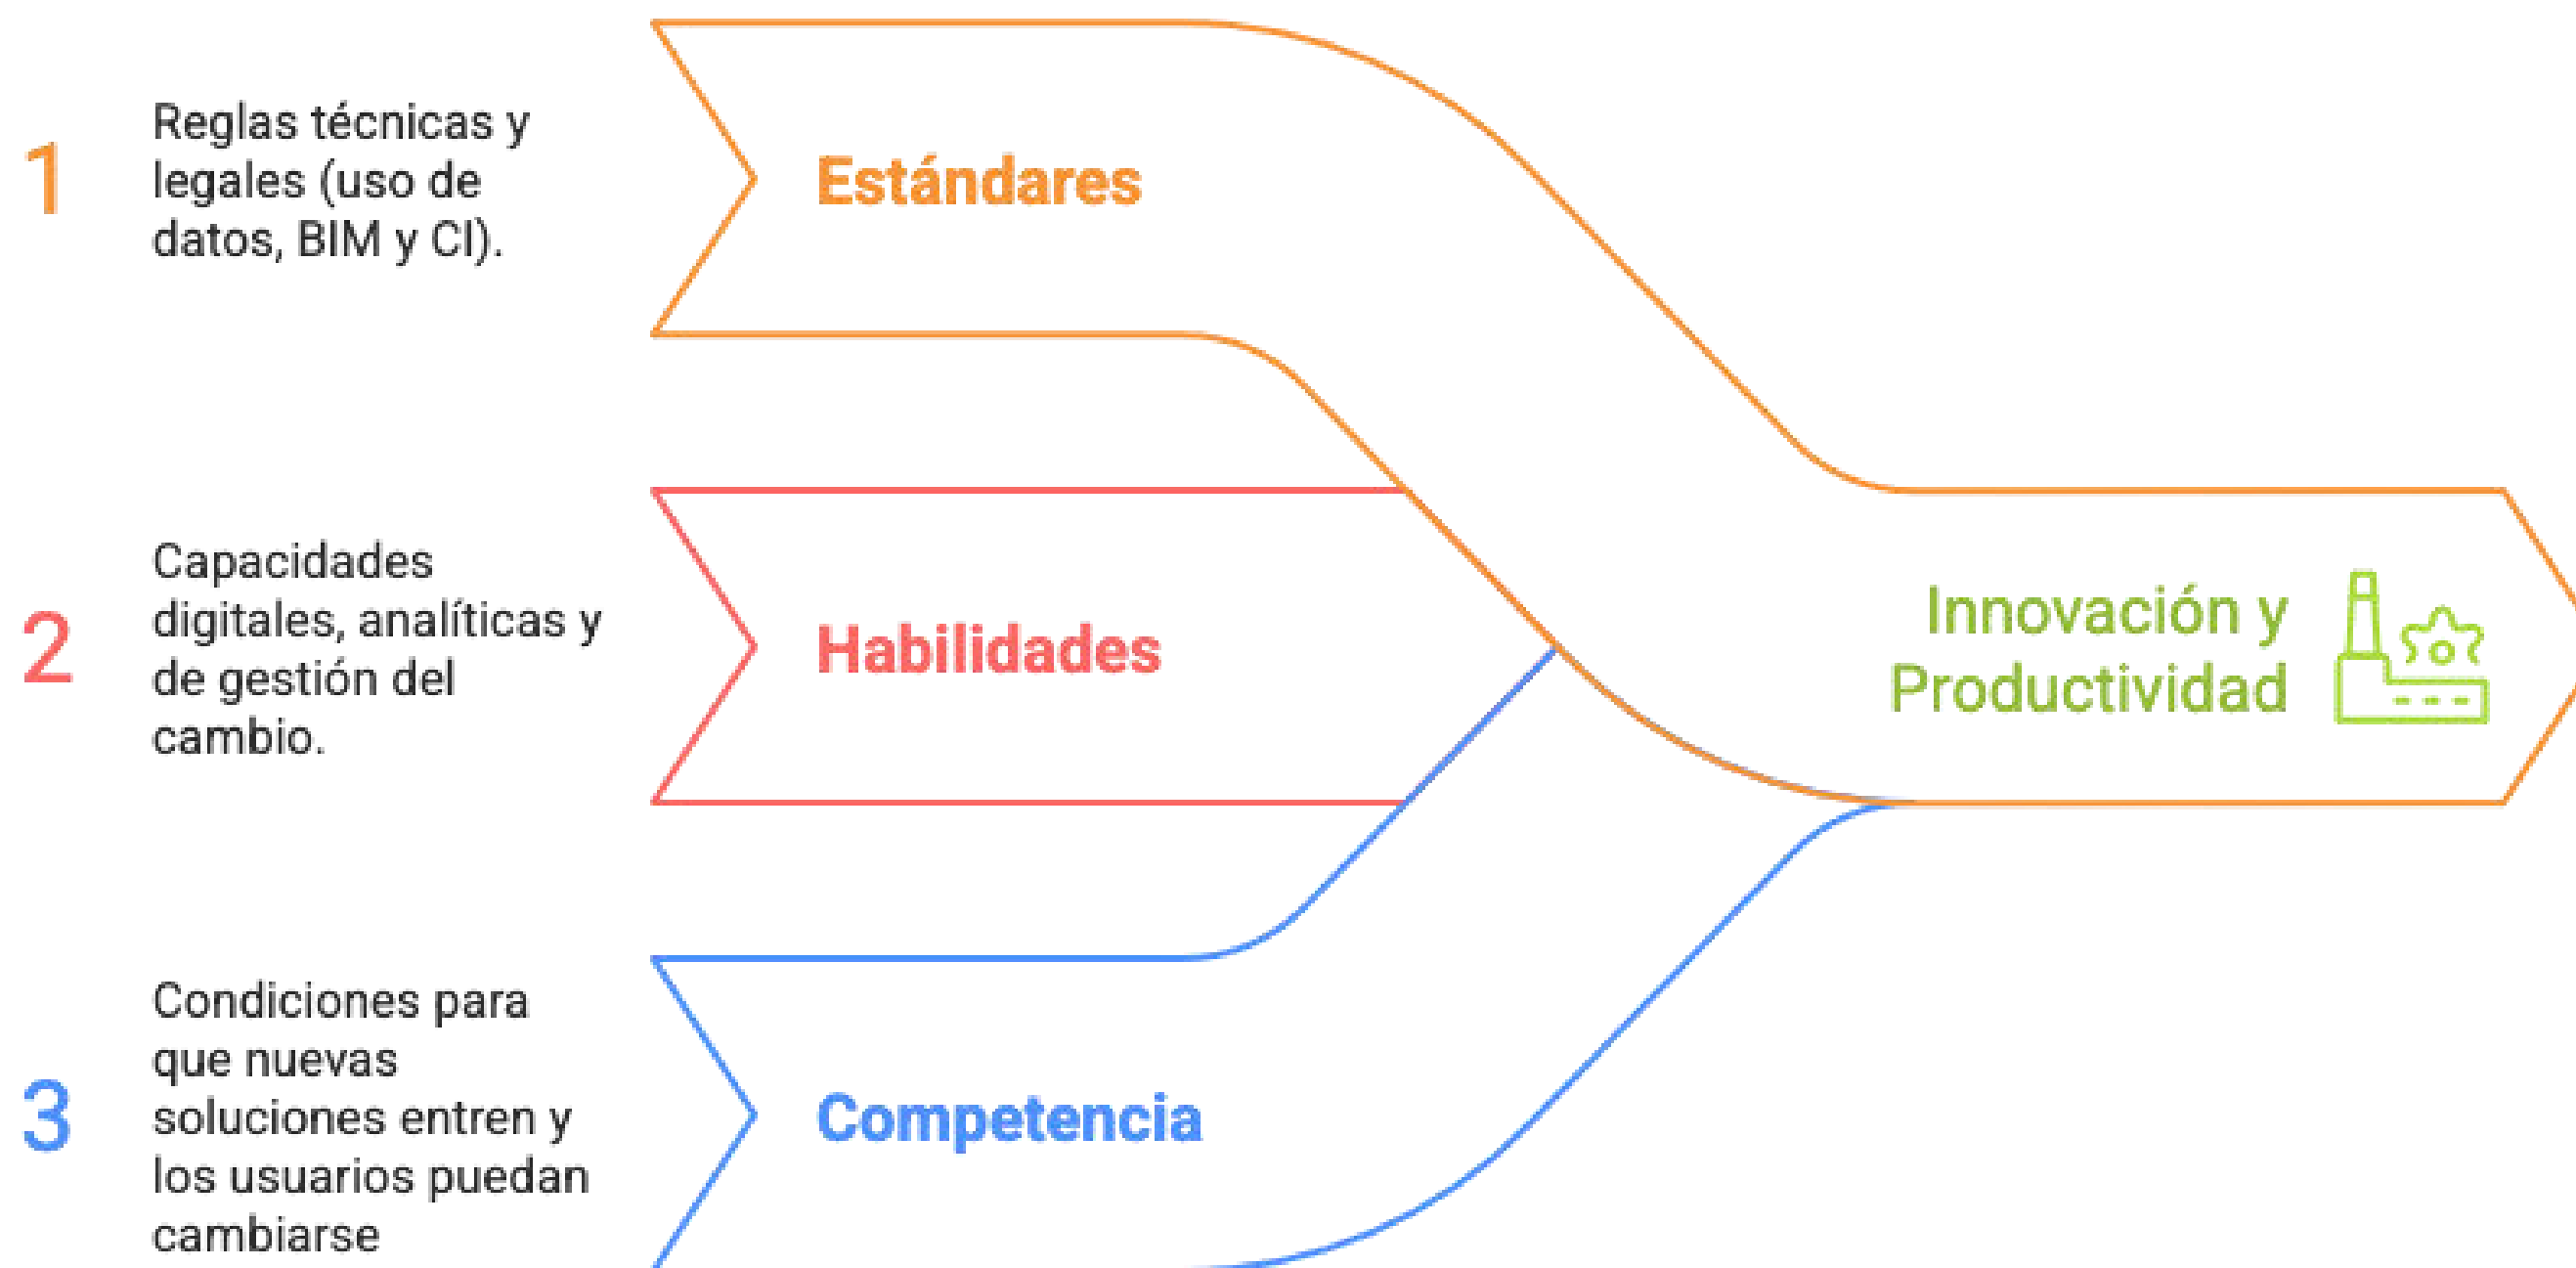 1
Reglas técnicas y
legales (uso de
datos, BIM y CI).
Estándares
2
Capacidades
digitales, analíticas y
de gestión del
cambio.
Habilidades
Innovación y
Productividad
3
Condiciones para
que nuevas
soluciones entren y
los usuarios puedan
cambiarse
Competencia